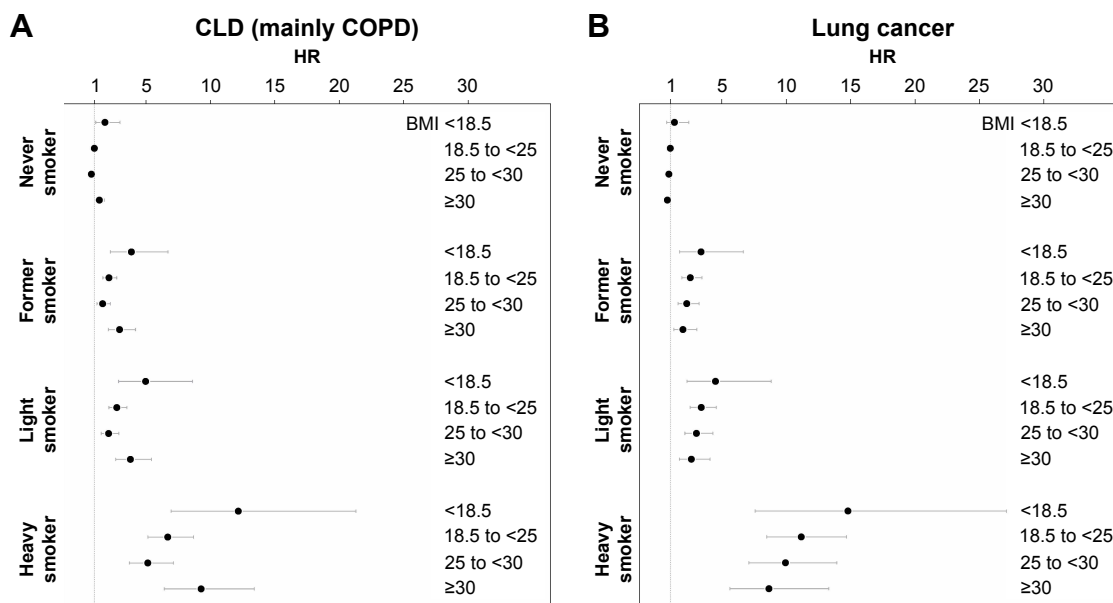 A
CLD (mainly COPD)
HR
1 5 10 15 20 25 30
Never
smoker
BMI <18.5
18.5 to <25
25 to <30
≥30
Former
smoker
<18.5
18.5 to <25
25 to <30
≥30
Light
smoker
<18.5
18.5 to <25
25 to <30
≥30
Heavy
smoker
<18.5
18.5 to <25
25 to <30
≥30
B
Lung cancer
HR
1 5 10 15 20 25 30
Never
smoker
BMI <18.5
18.5 to <25
25 to <30
≥30
Former
smoker
<18.5
18.5 to <25
25 to <30
≥30
Light
smoker
<18.5
18.5 to <25
25 to <30
≥30
Heavy
smoker
<18.5
18.5 to <25
25 to <30
≥30